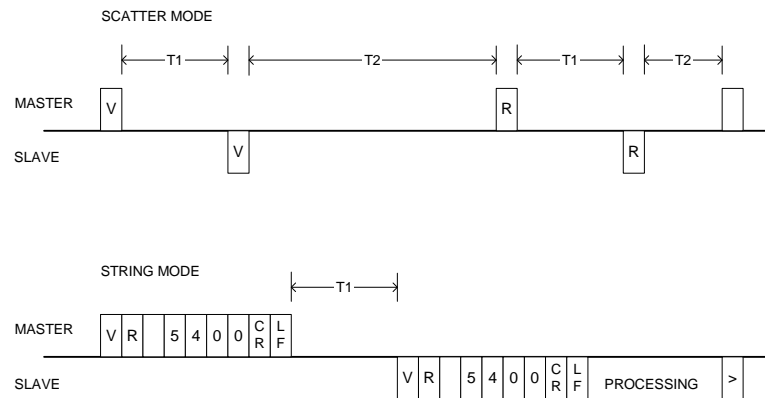 SCATTER MODE
T1 T2 T1 T2
MASTER V R
SLAVE V R
STRING MODE
T1
MASTER V R 5 4 0 0 CR LF
SLAVE V R 5 4 0 0 CR LF PROCESSING >